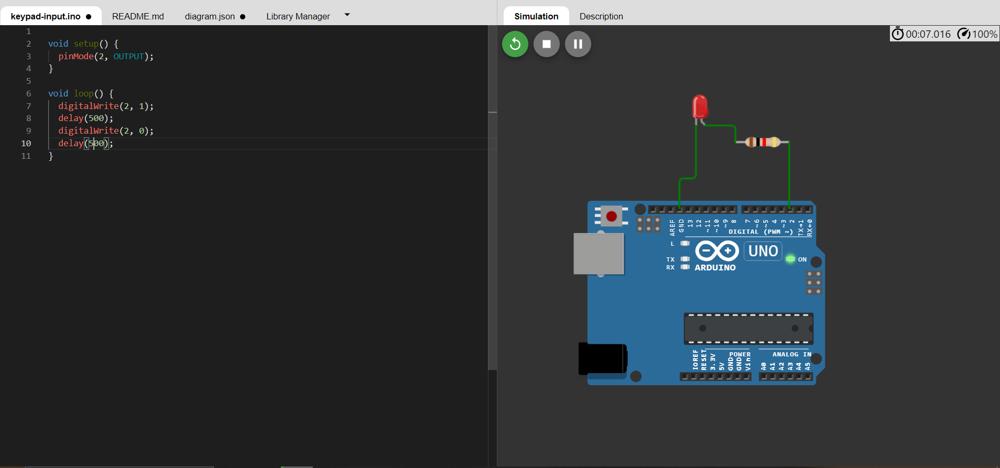 keypad-input.ino ● README.md diagram.json ● Library Manager
Simulation Description
00:07.016 100%
1
2 void setup() {
3 pinMode(2, OUTPUT);
4 }
5
6 void loop() {
7 digitalWrite(2, 1);
8 delay(500);
9 digitalWrite(2, 0);
10 delay(500);
11 }
AREF GND 13 12 ~11 ~10 ~9 8 7 ~6 ~5 4 ~3 2 TX→1 RX←0
DIGITAL (PWM ~)
L
TX
RX
UNO
ON
ARDUINO
POWER
ANALOG IN
IOREF RESET 3.3V 5V GND GND Vin A0 A1 A2 A3 A4 A5